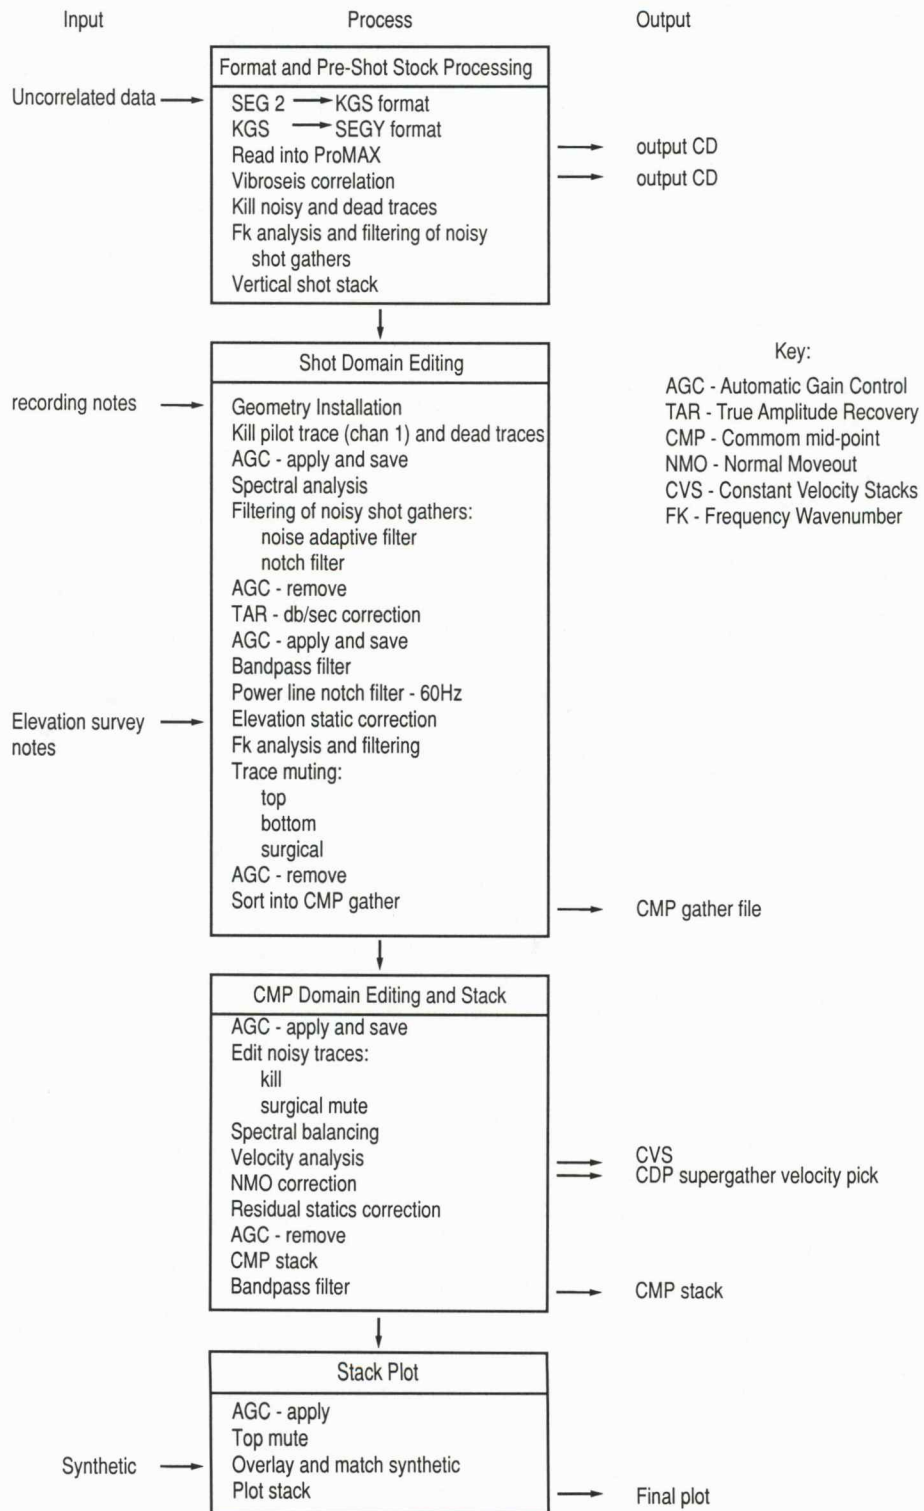 Input Process Output
Format and Pre-Shot Stock Processing
Uncorrelated data
SEG 2 → KGS format
KGS → SEGY format
Read into ProMAX
output CD
Vibroseis correlation
output CD
Kill noisy and dead traces
Fk analysis and filtering of noisy
shot gathers
Vertical shot stack
Shot Domain Editing
recording notes
Geometry Installation
Kill pilot trace (chan 1) and dead traces
AGC - apply and save
Spectral analysis
Filtering of noisy shot gathers:
noise adaptive filter
notch filter
AGC - remove
TAR - db/sec correction
AGC - apply and save
Bandpass filter
Power line notch filter - 60Hz
Elevation survey
notes
Elevation static correction
Fk analysis and filtering
Trace muting:
top
bottom
surgical
AGC - remove
Sort into CMP gather
CMP gather file
Key:
AGC - Automatic Gain Control
TAR - True Amplitude Recovery
CMP - Commom mid-point
NMO - Normal Moveout
CVS - Constant Velocity Stacks
FK - Frequency Wavenumber
CMP Domain Editing and Stack
AGC - apply and save
Edit noisy traces:
kill
surgical mute
Spectral balancing
Velocity analysis
CVS
NMO correction
CDP supergather velocity pick
Residual statics correction
AGC - remove
CMP stack
Bandpass filter
CMP stack
Stack Plot
AGC - apply
Top mute
Synthetic
Overlay and match synthetic
Plot stack
Final plot